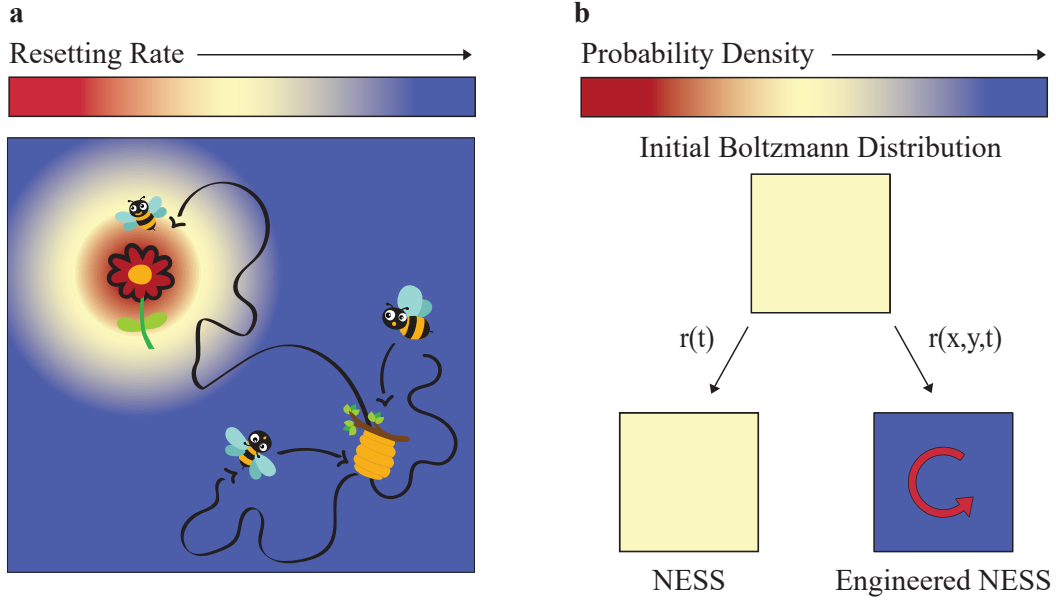 a
Resetting Rate
b
Probability Density
Initial Boltzmann Distribution
r(t)
r(x,y,t)
NESS
Engineered NESS